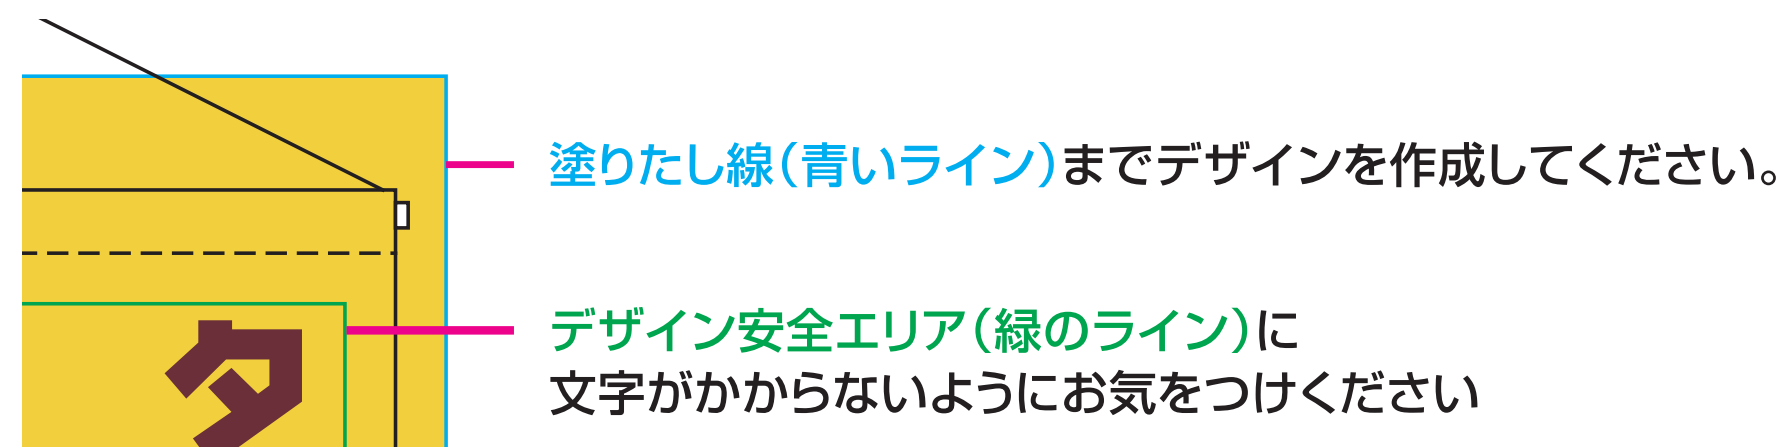 塗りたし線（青いライン）までデザインを作成してください。
デザイン安全エリア（緑のライン）に
文字がかからないようにお気をつけください
タ